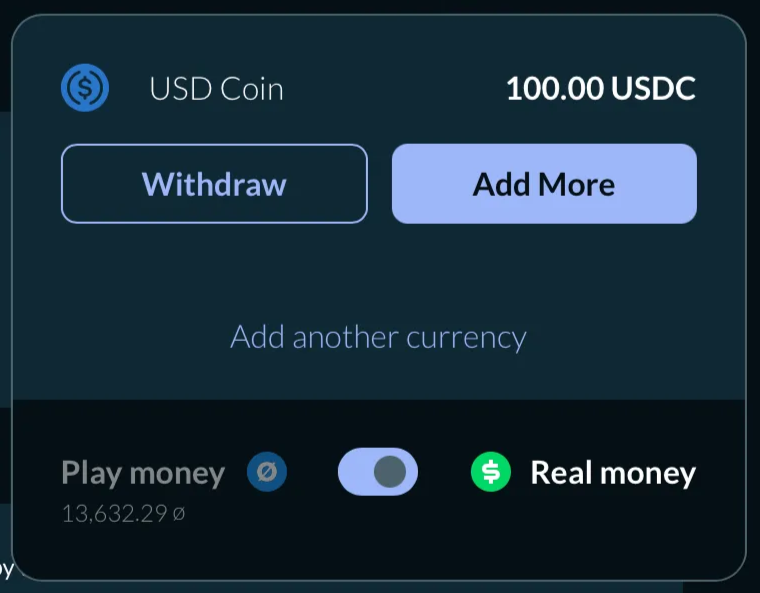 USD Coin 100.00 USDC
Withdraw Add More
Add another currency
Play money Real money
13,632.29 ø